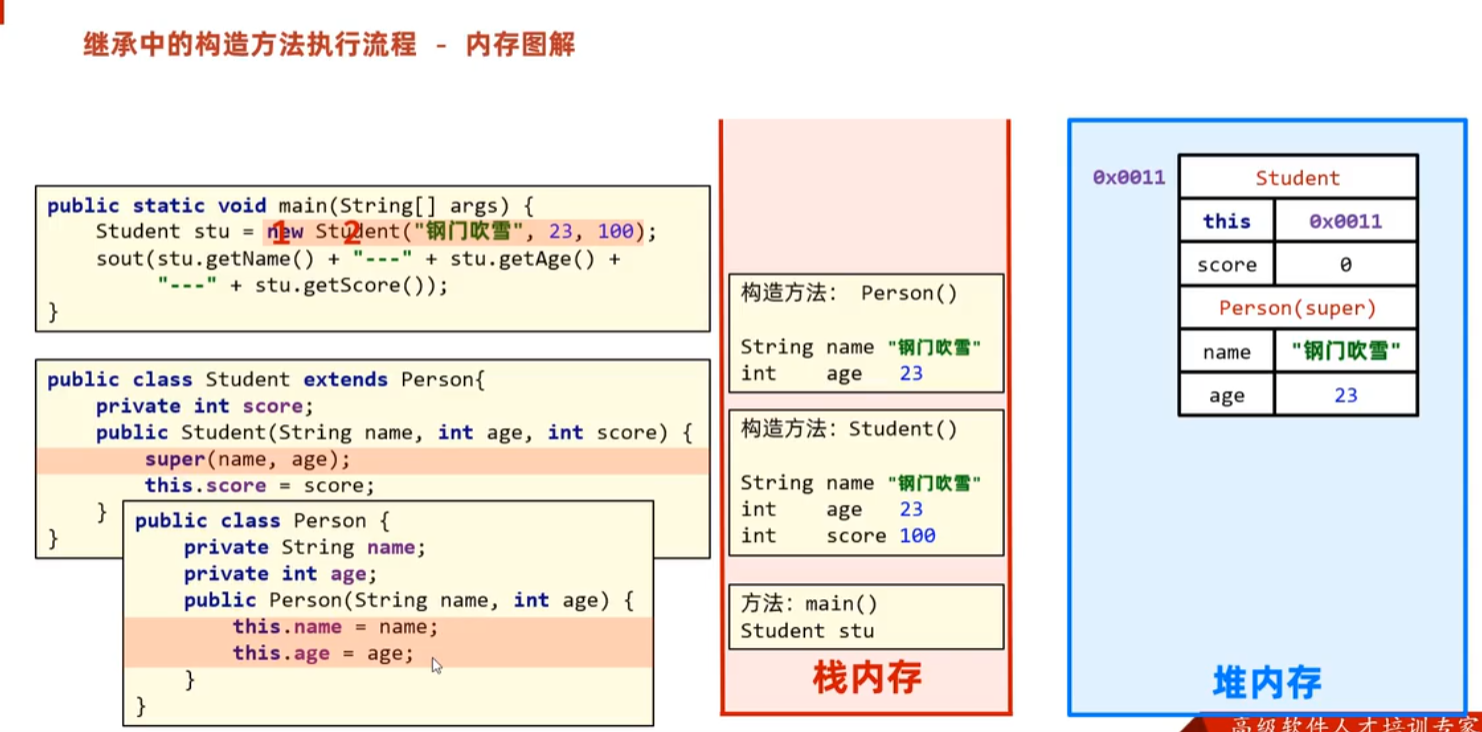 继承中的构造方法执行流程 - 内存图解
public static void main(String[] args) {
Student stu = new Student("钢门吹雪", 23, 100);
1 2
sout(stu.getName() + "---" + stu.getAge() +
"---" + stu.getScore());
}
public class Student extends Person{
private int score;
public Student(String name, int age, int score) {
super(name, age);
this.score = score;
}
}
public class Person {
private String name;
private int age;
public Person(String name, int age) {
this.name = name;
this.age = age;
}
}
构造方法： Person()
String name "钢门吹雪"
int age 23
构造方法：Student()
String name "钢门吹雪"
int age 23
int score 100
方法：main()
Student stu
栈内存
0x0011
Student
this 0x0011
score 0
Person(super)
name "钢门吹雪"
age 23
堆内存
高级软件人才培训专家